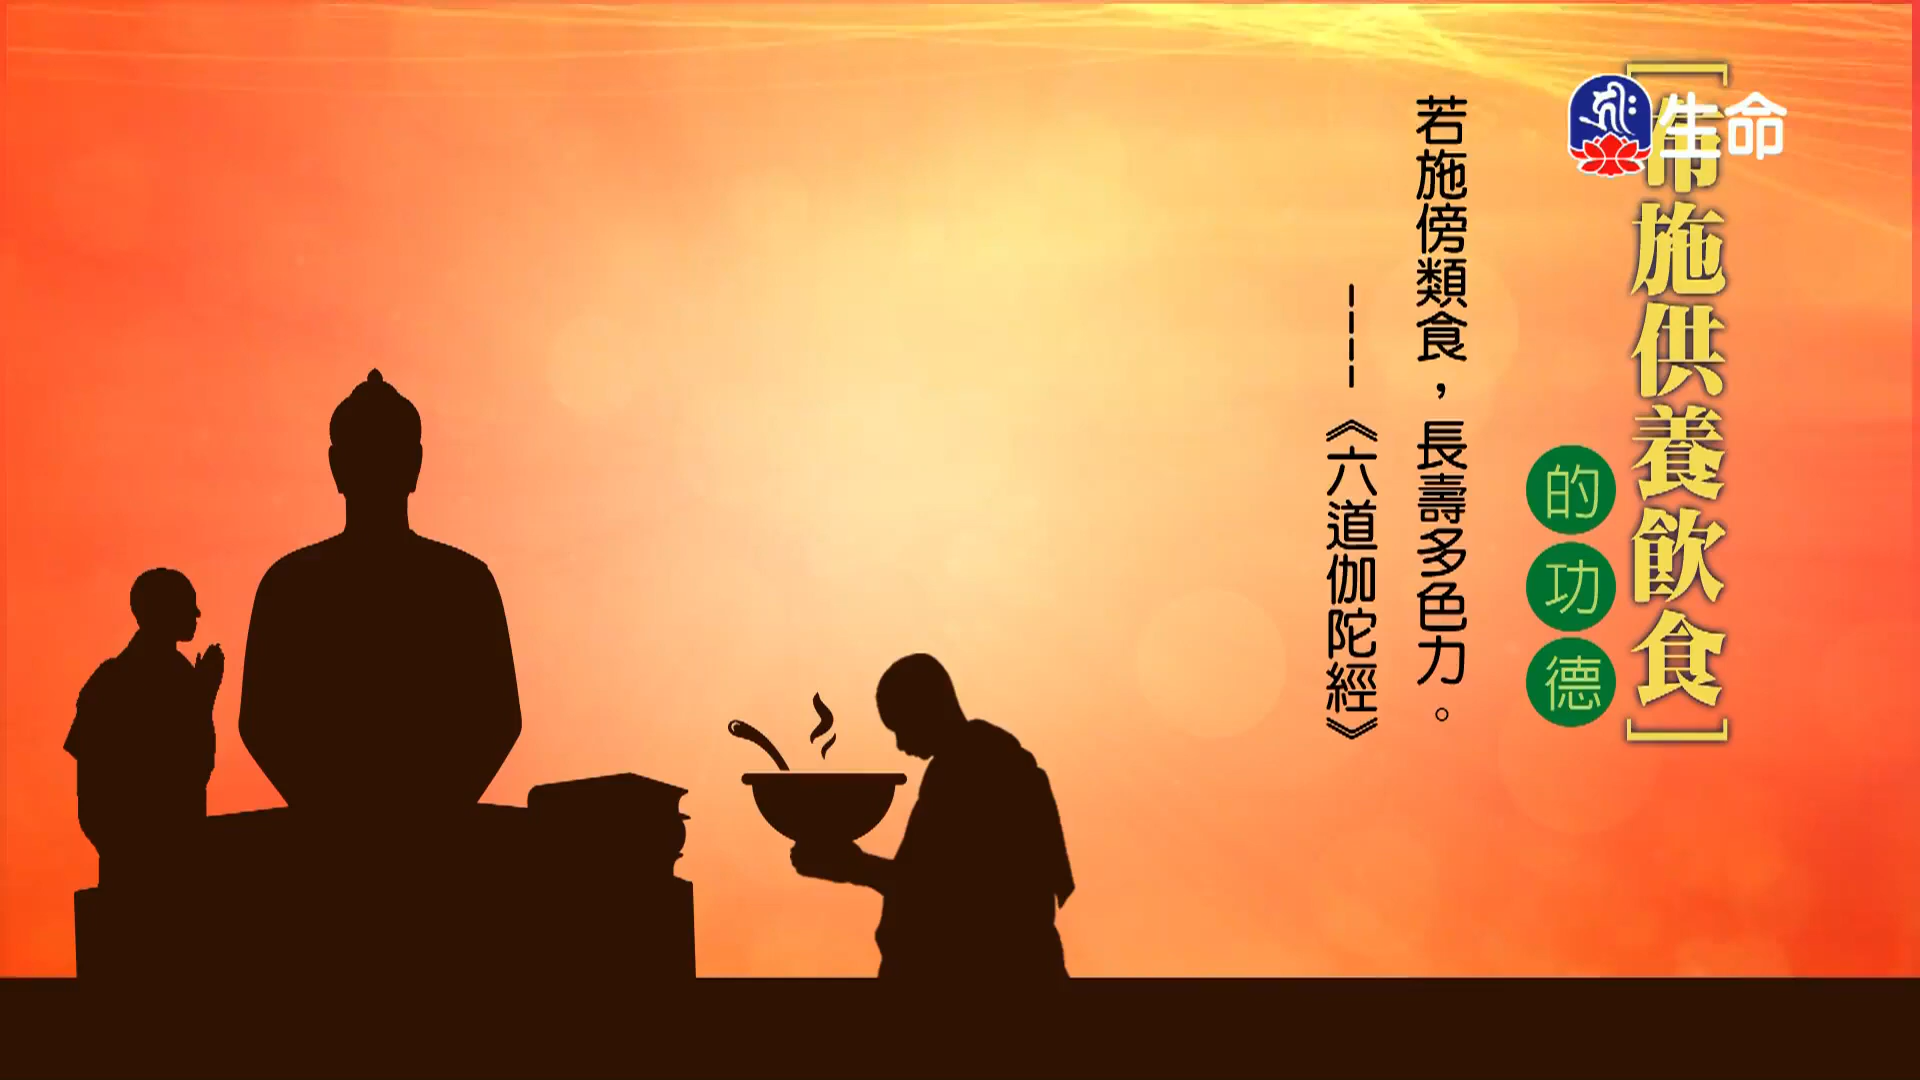 生命
[布施供養飲食]
的功德
若施傍類食，長壽多色力。
----《六道伽陀經》